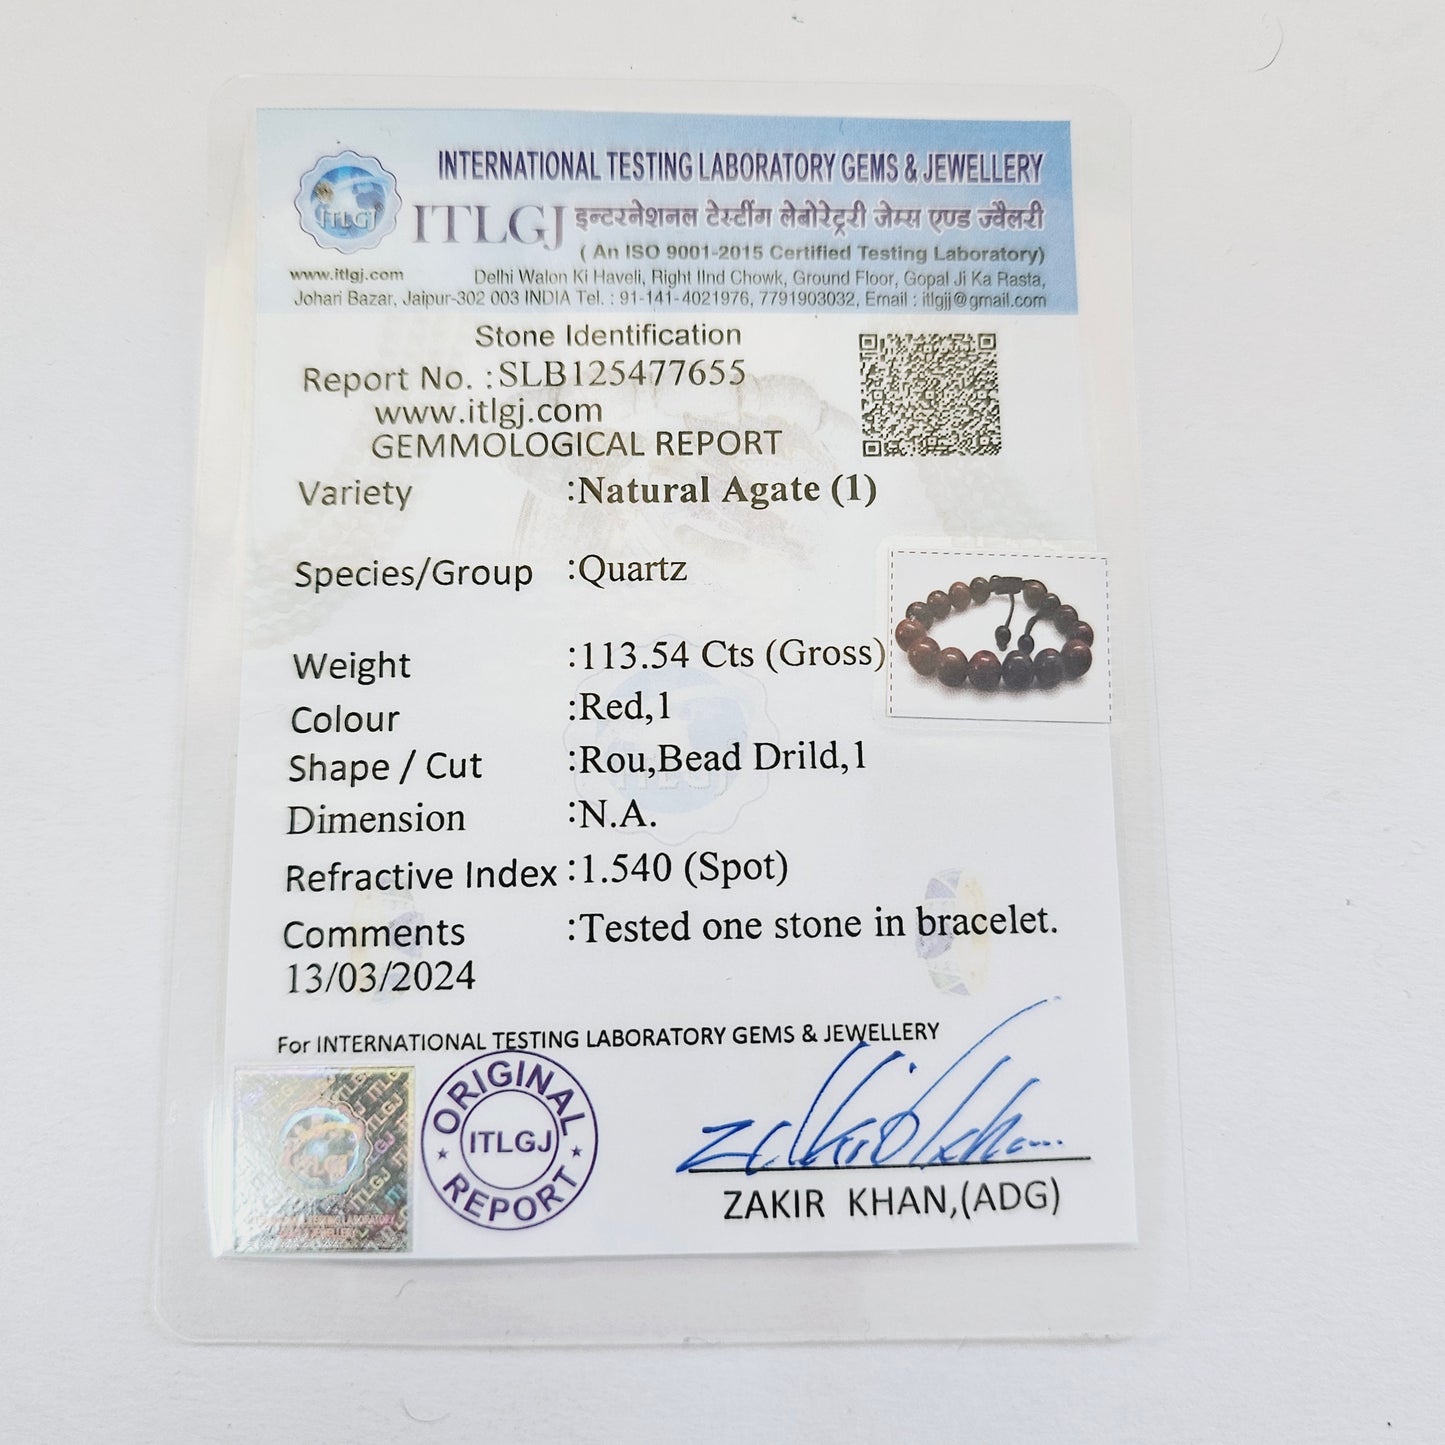 INTERNATIONAL TESTING LABORATORY GEMS & JEWELLERY
ITLGJ
ITLGJ इन्टरनेशनल टेस्टींग लेबोरेट्री जेम्स एण्ड ज्वैलरी
( An ISO 9001-2015 Certified Testing Laboratory)
www.itlgj.com Delhi Walon Ki Haveli, Right IInd Chowk, Ground Floor, Gopal Ji Ka Rasta,
Johari Bazar, Jaipur-302 003 INDIA Tel. : 91-141-4021976, 7791903032, Email : itlgjj@gmail.com
Stone Identification
Report No. :SLB125477655
www.itlgj.com
GEMMOLOGICAL REPORT
Variety :Natural Agate (1)
Species/Group :Quartz
Weight :113.54 Cts (Gross)
Colour :Red,1
Shape / Cut :Rou,Bead Drild,1
Dimension :N.A.
Refractive Index :1.540 (Spot)
Comments :Tested one stone in bracelet.
13/03/2024
For INTERNATIONAL TESTING LABORATORY GEMS & JEWELLERY
ORIGINAL
ITLGJ
REPORT
ZAKIR KHAN,(ADG)